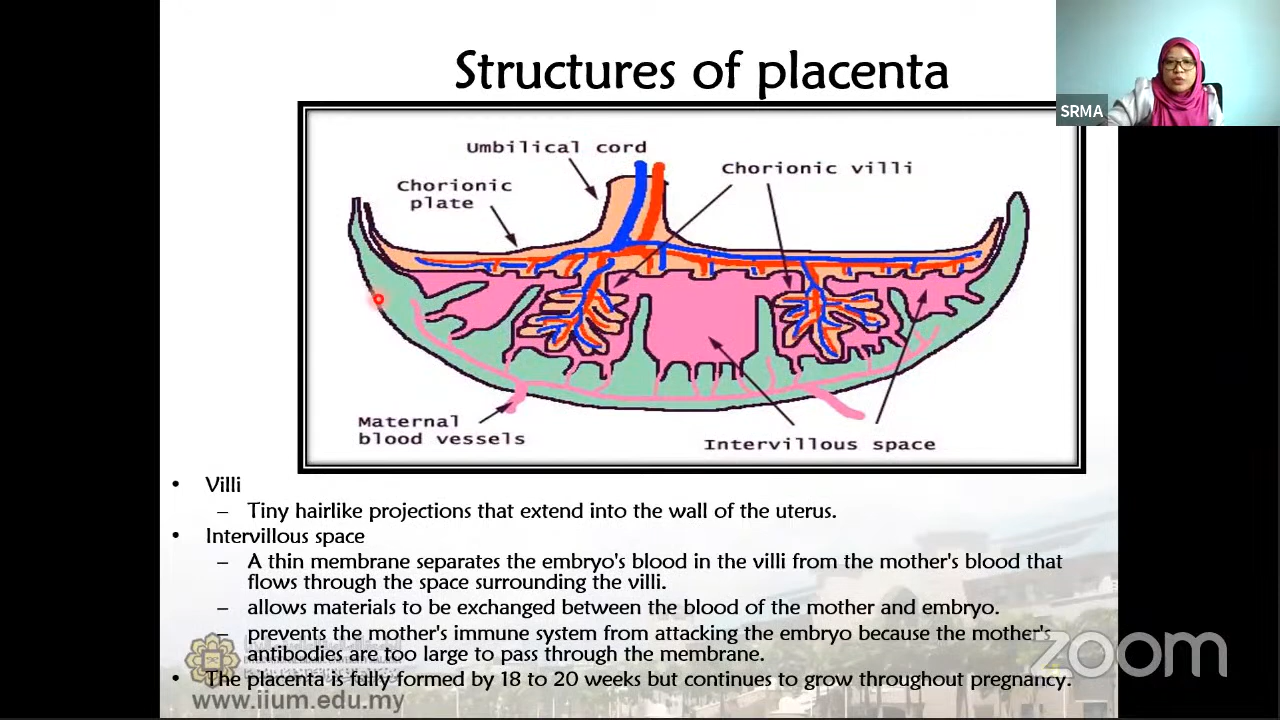 Structures of placenta
SRMA
Umbilical cord
Chorionic villi
Chorionic
plate
Maternal
blood vessels
Intervillous space
• Villi
– Tiny hairlike projections that extend into the wall of the uterus.
• Intervillous space
– A thin membrane separates the embryo's blood in the villi from the mother's blood that
flows through the space surrounding the villi.
– allows materials to be exchanged between the blood of the mother and embryo.
– prevents the mother's immune system from attacking the embryo because the mother's
antibodies are too large to pass through the membrane.
• The placenta is fully formed by 18 to 20 weeks but continues to grow throughout pregnancy.
www.iium.edu.my
zoom